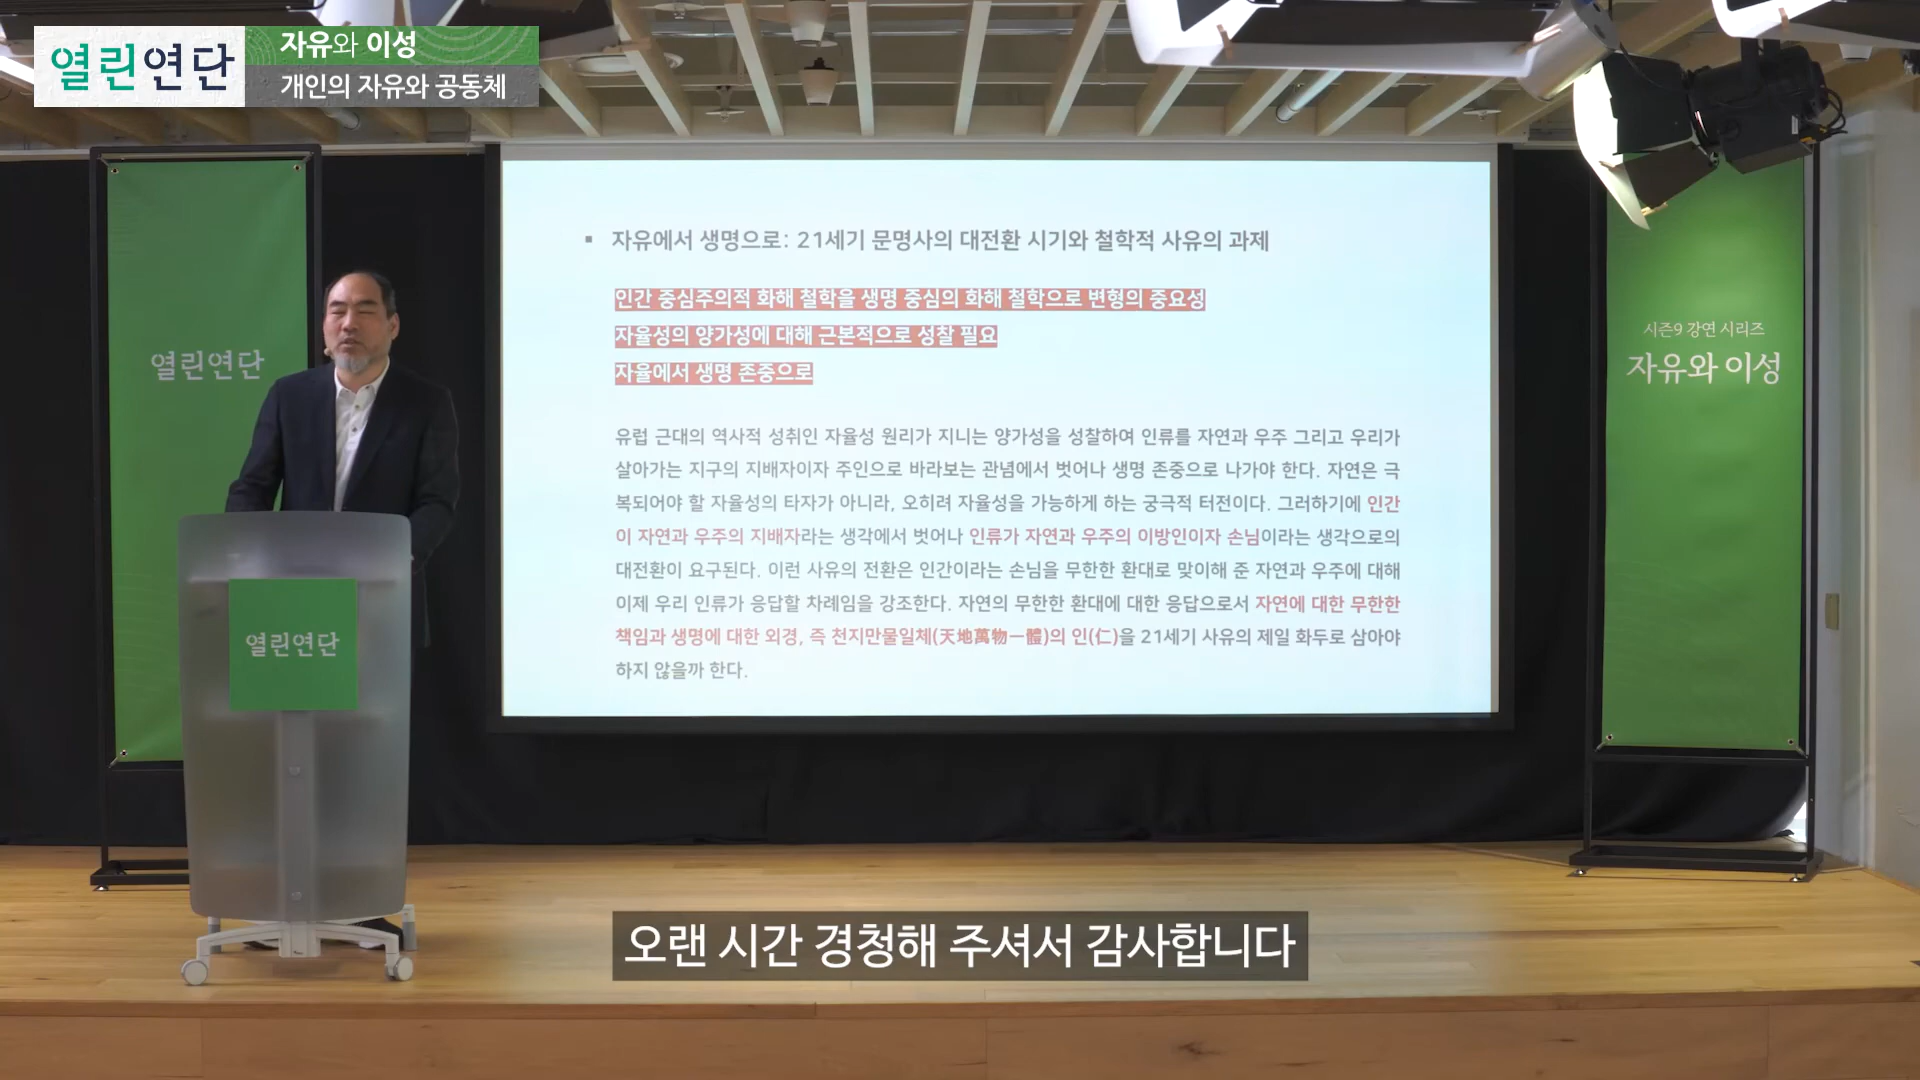 열린연단
자유와 이성
개인의 자유와 공동체
▪ 자유에서 생명으로: 21세기 문명사의 대전환 시기와 철학적 사유의 과제
인간 중심주의적 화해 철학을 생명 중심의 화해 철학으로 변형의 중요성
자율성의 양가성에 대해 근본적으로 성찰 필요
자율에서 생명 존중으로
유럽 근대의 역사적 성취인 자율성 원리가 지니는 양가성을 성찰하여 인류를 자연과 우주 그리고 우리가
살아가는 지구의 지배자이자 주인으로 바라보는 관념에서 벗어나 생명 존중으로 나가야 한다. 자연은 극
복되어야 할 자율성의 타자가 아니라, 오히려 자율성을 가능하게 하는 궁극적 터전이다. 그러하기에 인간
이 자연과 우주의 지배자라는 생각에서 벗어나 인류가 자연과 우주의 이방인이자 손님이라는 생각으로의
대전환이 요구된다. 이런 사유의 전환은 인간이라는 손님을 무한한 환대로 맞이해 준 자연과 우주에 대해
이제 우리 인류가 응답할 차례임을 강조한다. 자연의 무한한 환대에 대한 응답으로서 자연에 대한 무한한
책임과 생명에 대한 외경, 즉 천지만물일체(天地萬物一體)의 인(仁)을 21세기 사유의 제일 화두로 삼아야
하지 않을까 한다.
열린연단
시즌9 강연 시리즈
자유와 이성
열린연단
오랜 시간 경청해 주셔서 감사합니다